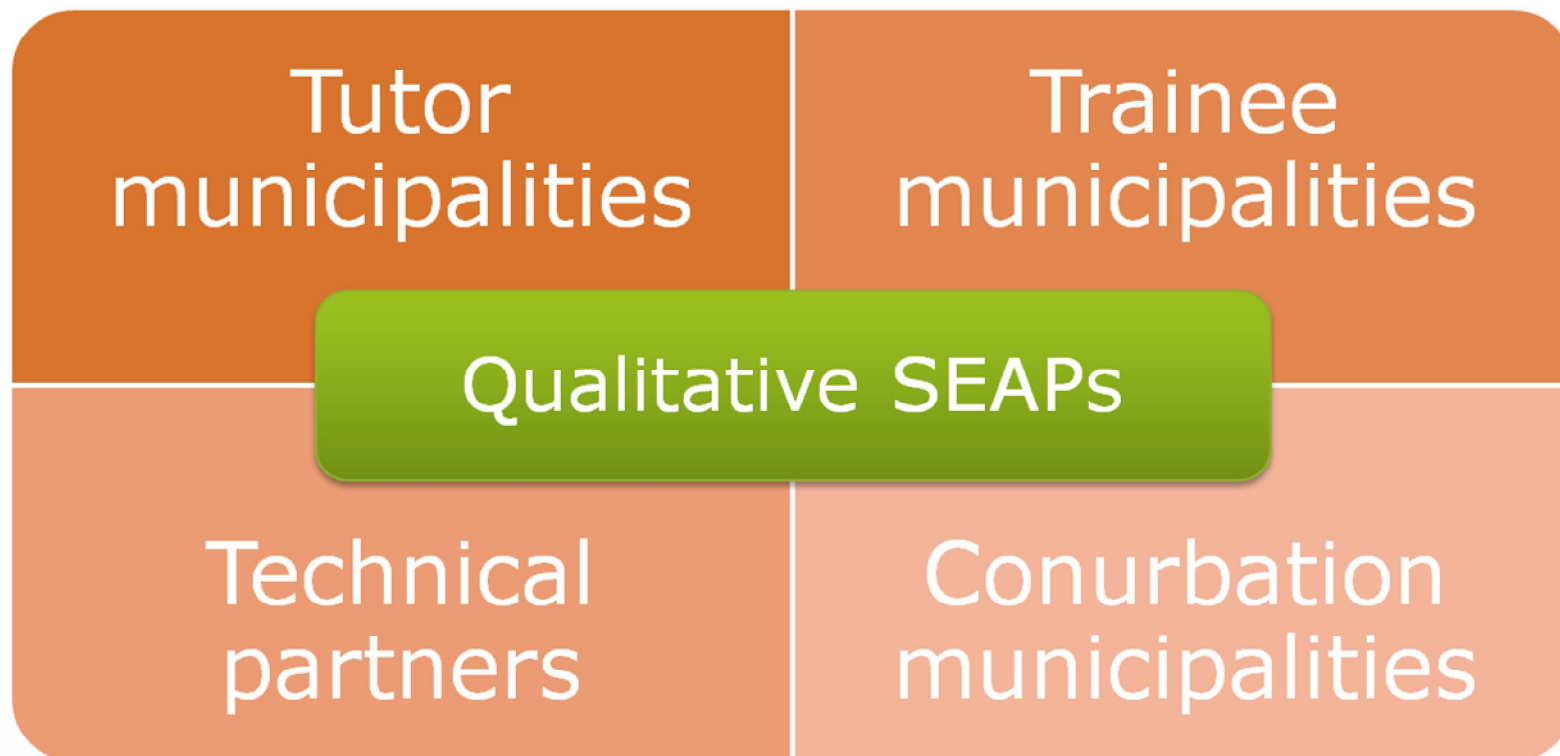 Tutor
municipalities
Trainee
municipalities
Qualitative SEAPs
Technical
partners
Conurbation
municipalities